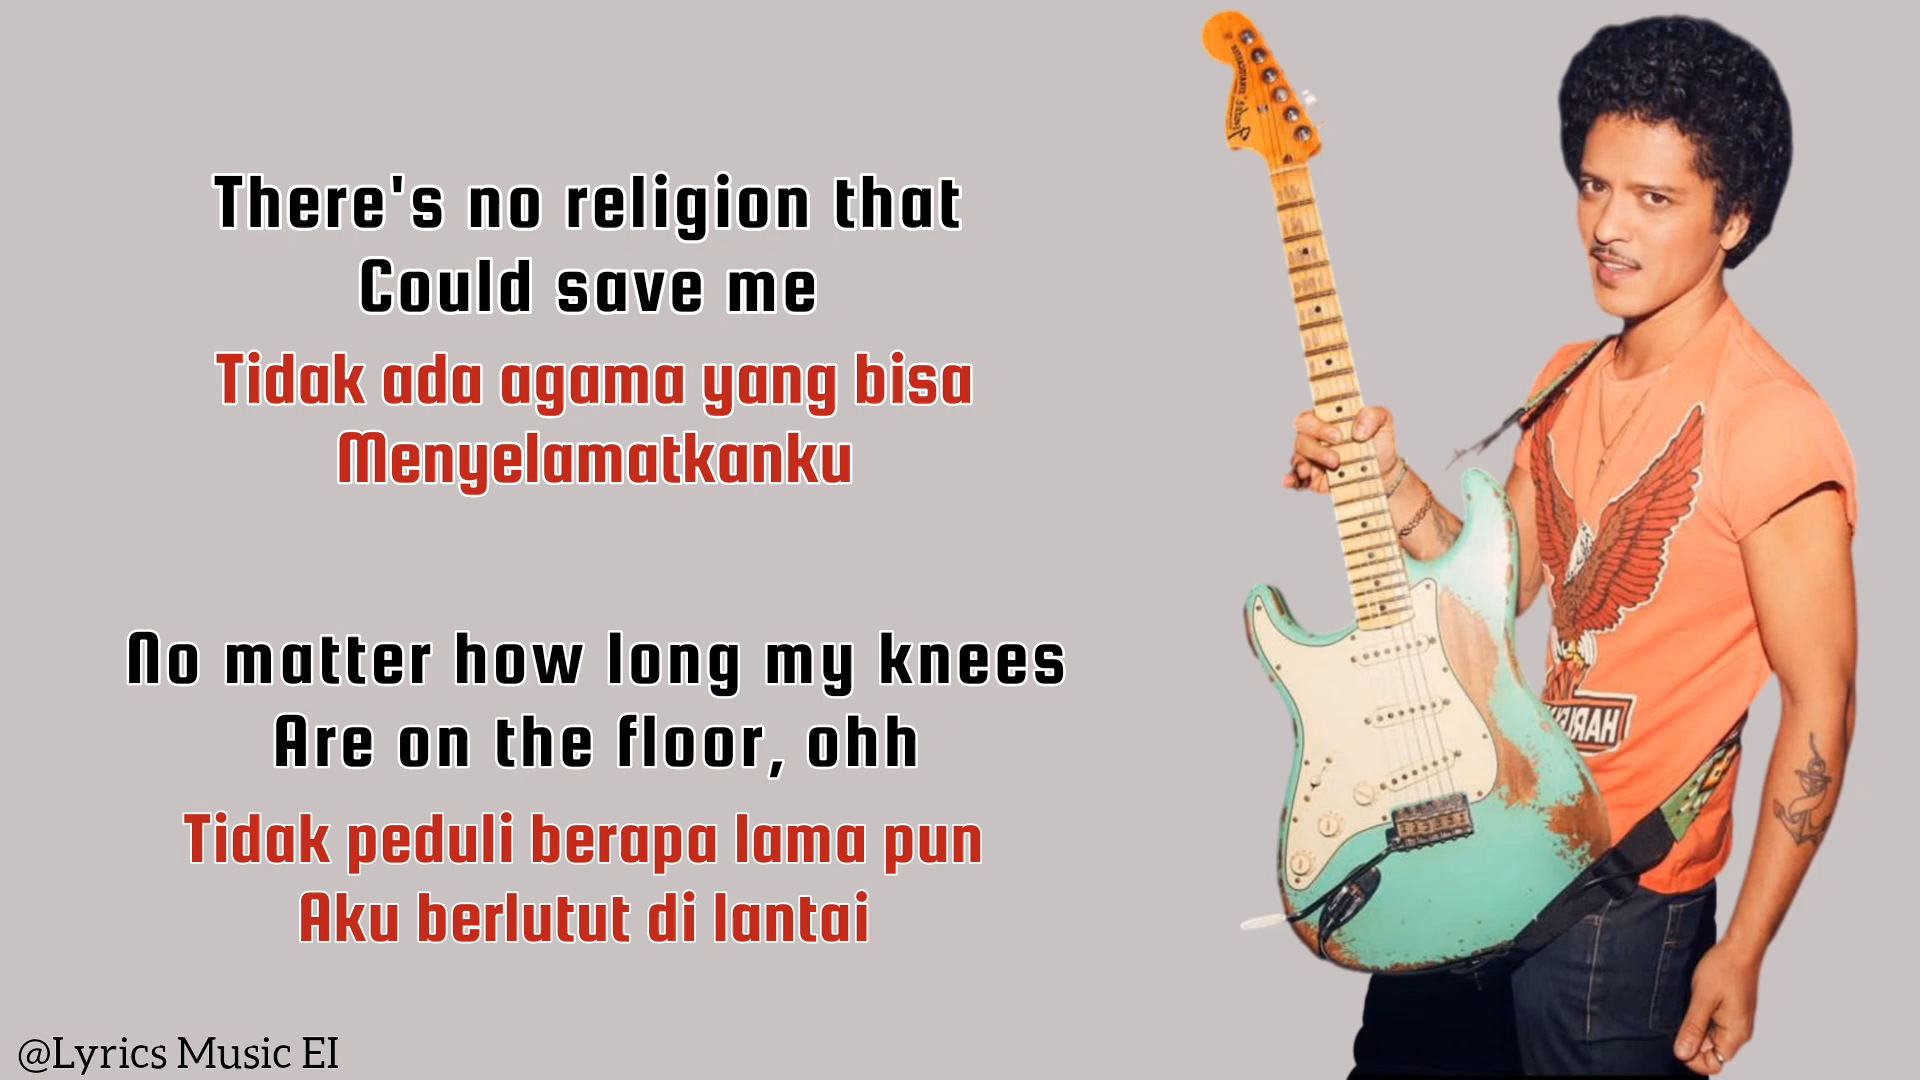 There's no religion that
Could save me
Tidak ada agama yang bisa
Menyelamatkanku
No matter how long my knees
Are on the floor, ohh
Tidak peduli berapa lama pun
Aku berlutut di lantai
@Lyrics Music EI